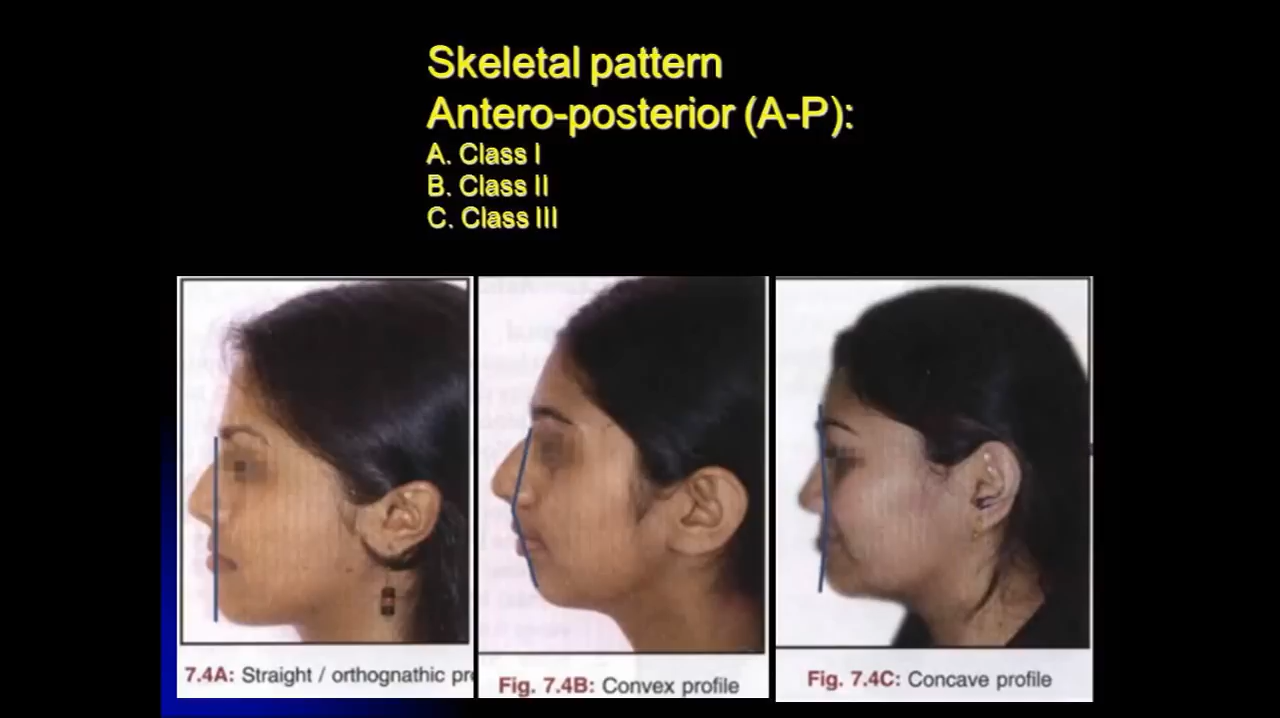 Skeletal pattern
Antero-posterior (A-P):
A. Class I
B. Class II
C. Class III
7.4A: Straight / orthognathic pr
Fig. 7.4B: Convex profile
Fig. 7.4C: Concave profile